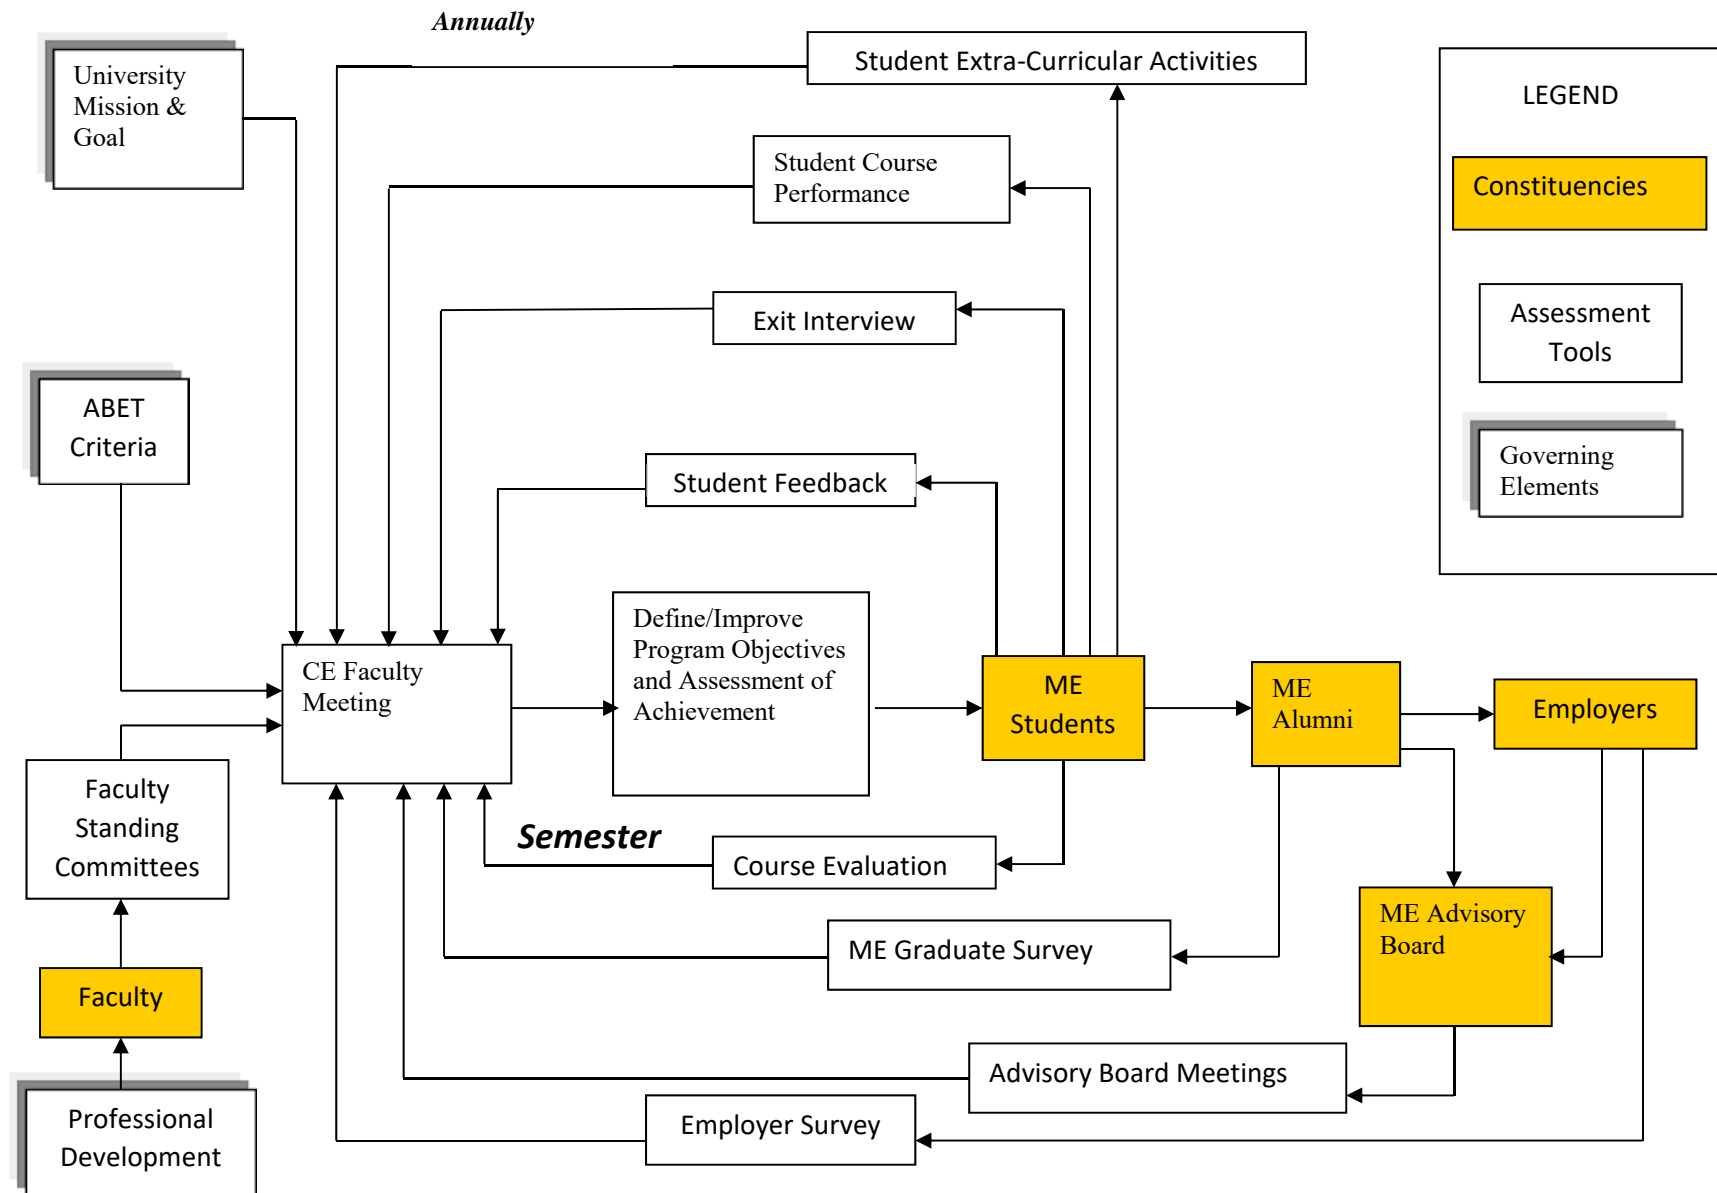 Annually
University
Mission &
Goal
Student Extra-Curricular Activities
LEGEND
Student Course
Performance
Constituencies
Exit Interview
Assessment
Tools
ABET
Criteria
Student Feedback
Governing
Elements
Define/Improve
Program Objectives
and Assessment of
Achievement
CE Faculty
Meeting
ME
Students
ME
Alumni
Employers
Faculty
Standing
Committees
Semester
Course Evaluation
ME Graduate Survey
ME Advisory
Board
Faculty
Advisory Board Meetings
Employer Survey
Professional
Development